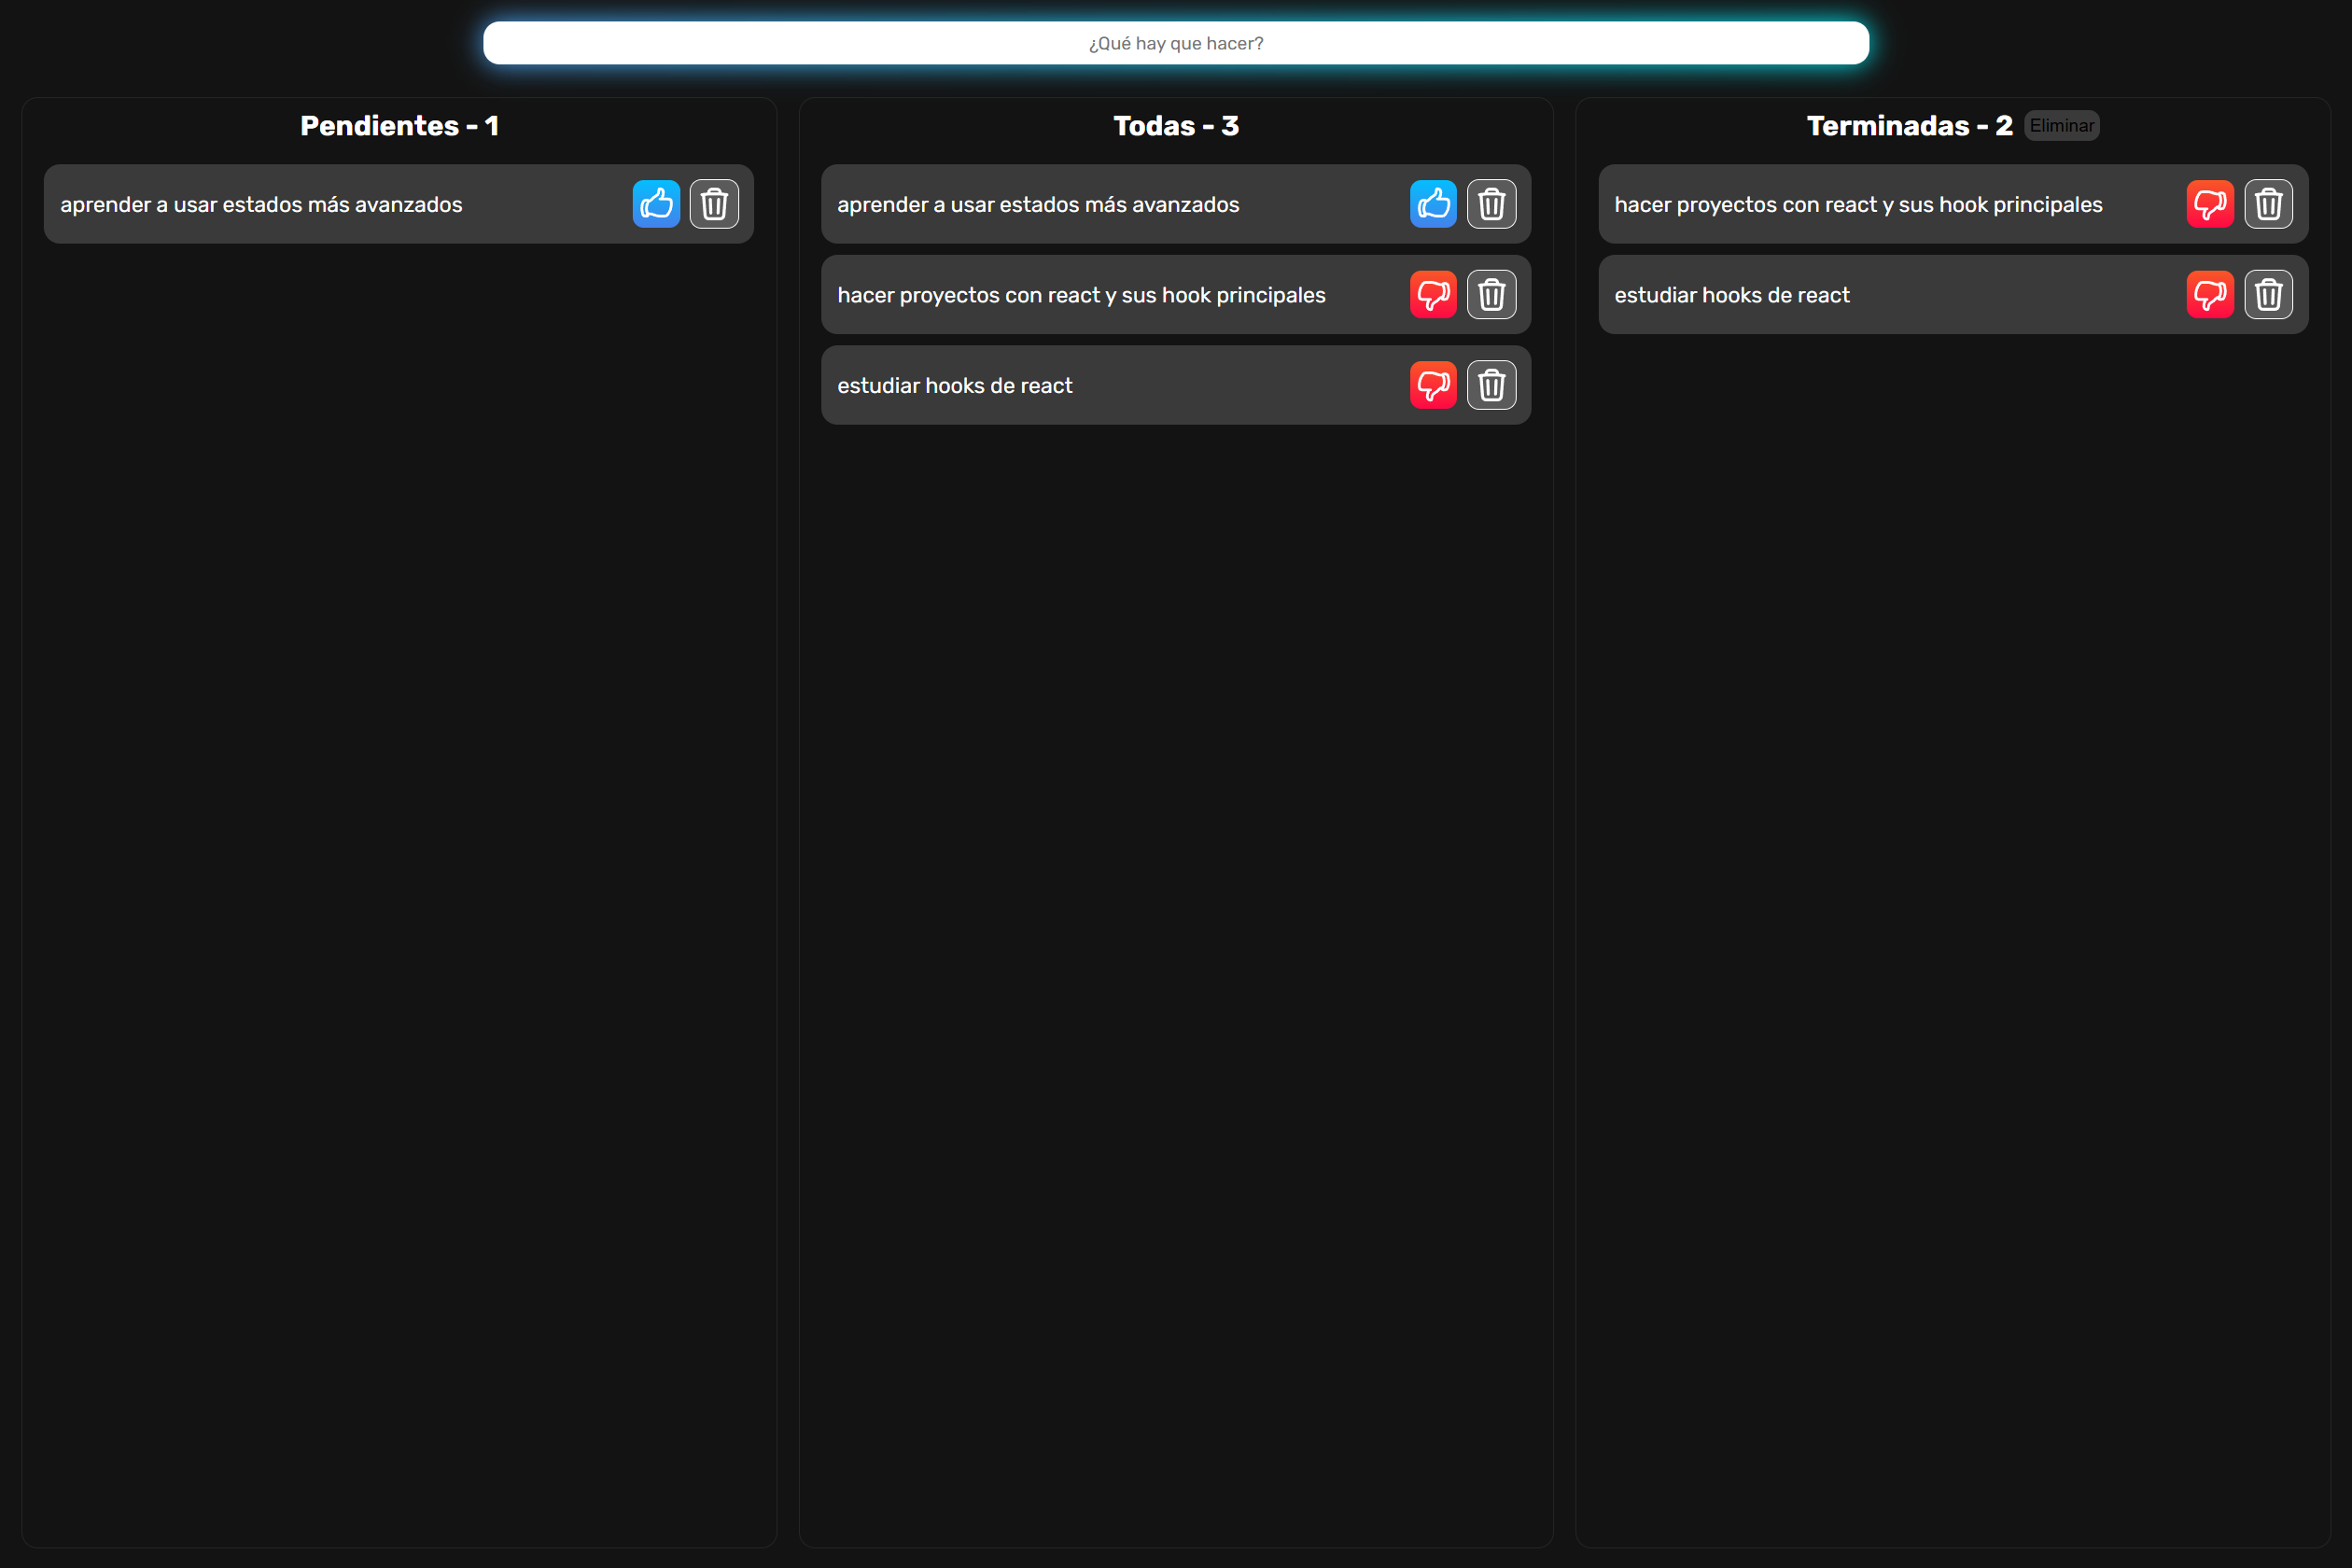 ¿Qué hay que hacer?
Pendientes - 1
aprender a usar estados más avanzados
Todas - 3
aprender a usar estados más avanzados
hacer proyectos con react y sus hook principales
estudiar hooks de react
Terminadas - 2 Eliminar
hacer proyectos con react y sus hook principales
estudiar hooks de react